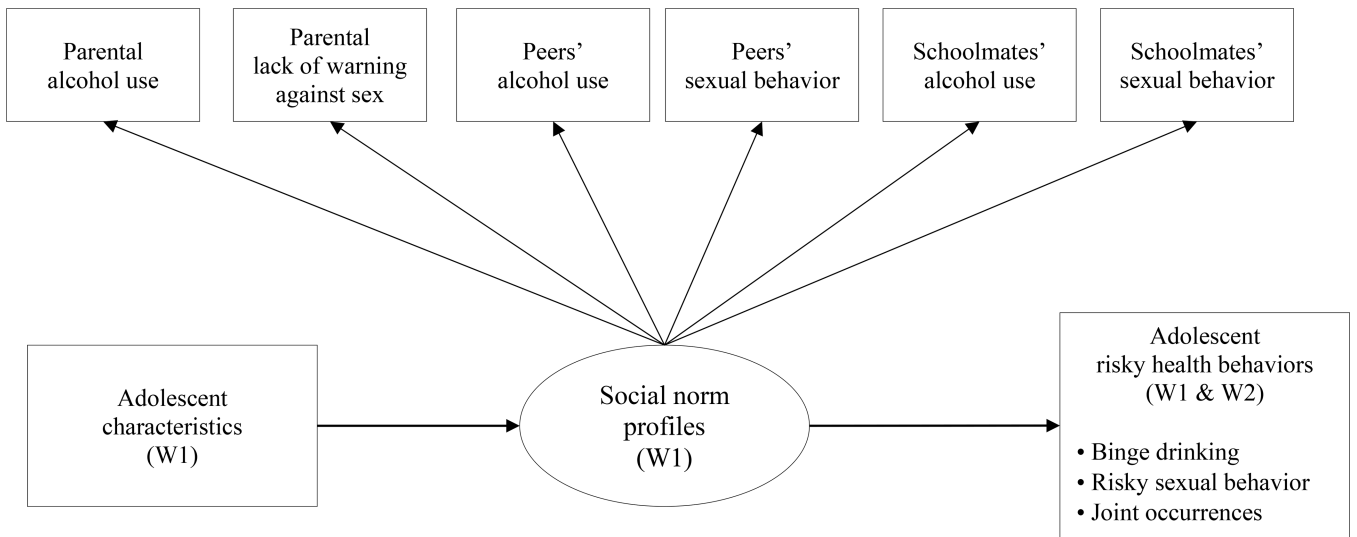 Parental
alcohol use
Parental
lack of warning
against sex
Peers’
alcohol use
Peers’
sexual behavior
Schoolmates’
alcohol use
Schoolmates’
sexual behavior
Adolescent
characteristics
(W1)
Social norm
profiles
(W1)
Adolescent
risky health behaviors
(W1 & W2)
• Binge drinking
• Risky sexual behavior
• Joint occurrences